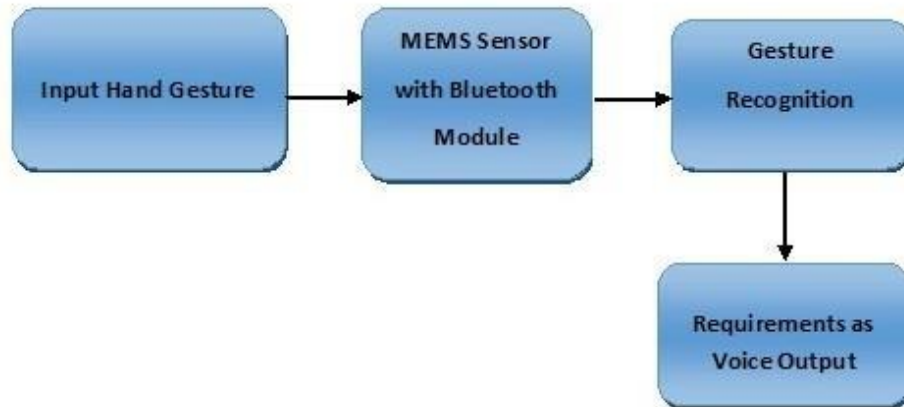 Input Hand Gesture
MEMS Sensor
with Bluetooth
Module
Gesture
Recognition
Requirements as
Voice Output